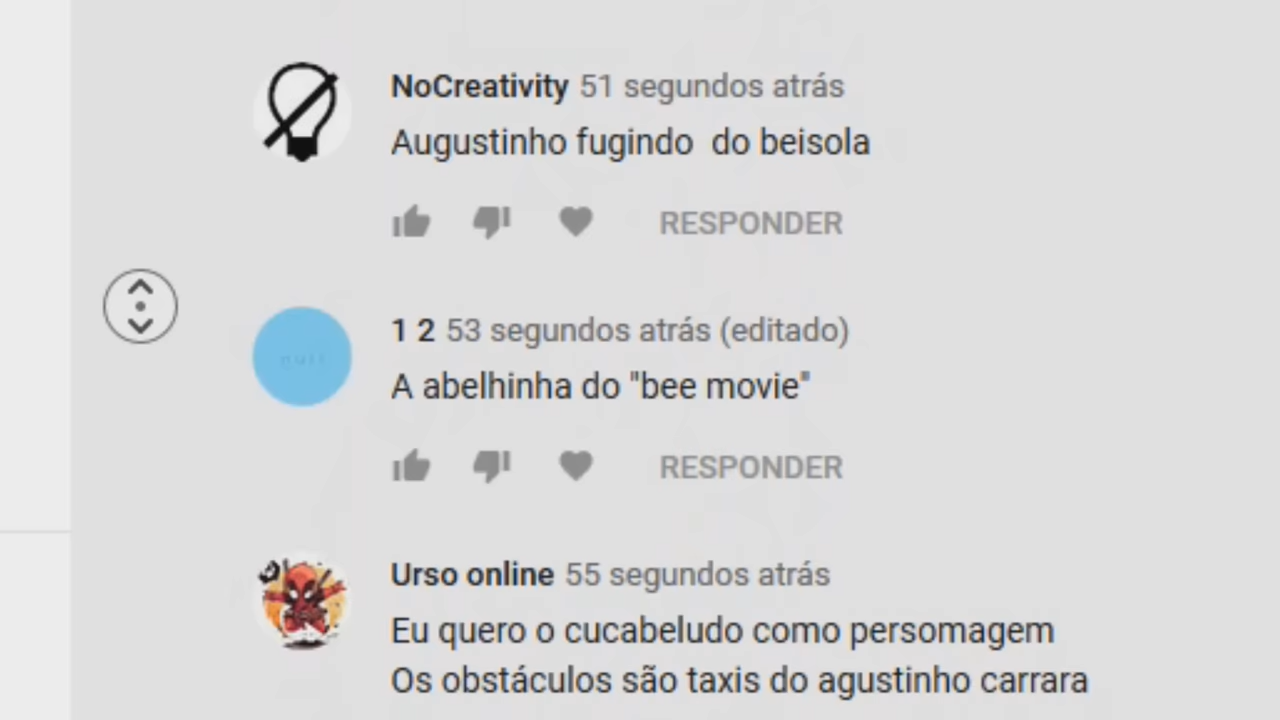 NoCreativity 51 segundos atrás
Augustinho fugindo  do beisola
RESPONDER
1 2 53 segundos atrás (editado)
A abelhinha do "bee movie"
RESPONDER
Urso online 55 segundos atrás
Eu quero o cucabeludo como persomagem
Os obstáculos são taxis do agustinho carrara